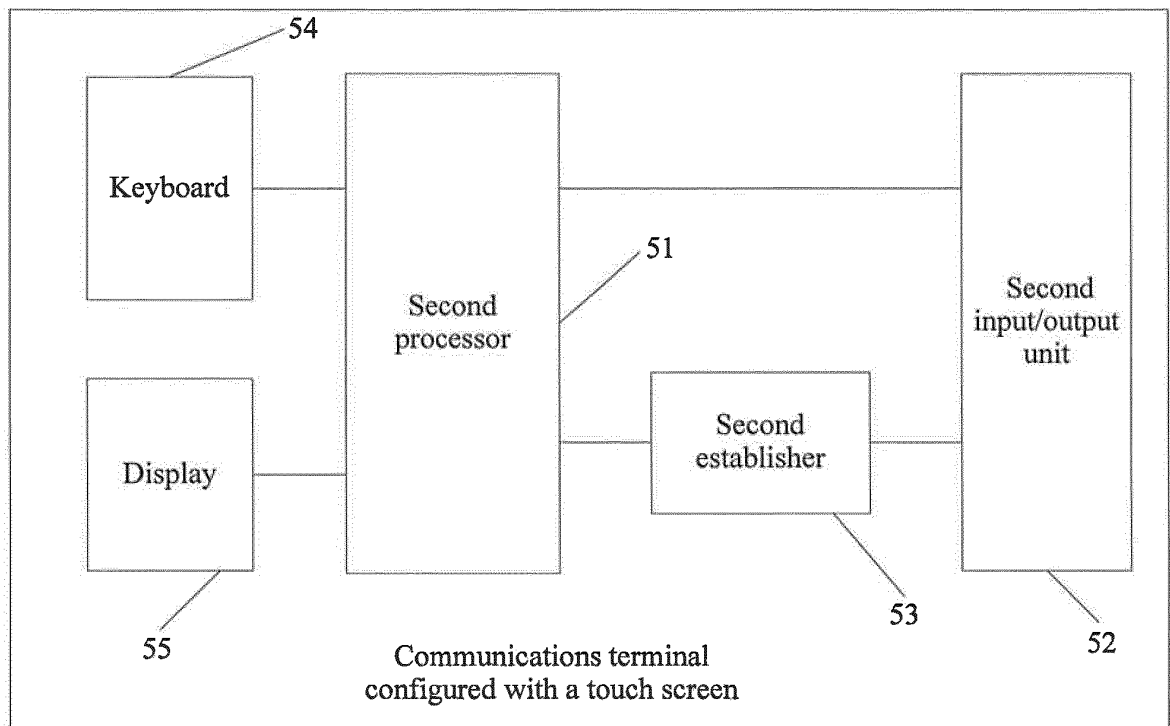 54
Keyboard
51
Second
processor
Second
input/output
unit
Second
establisher
Display
55
53
52
Communications terminal
configured with a touch screen